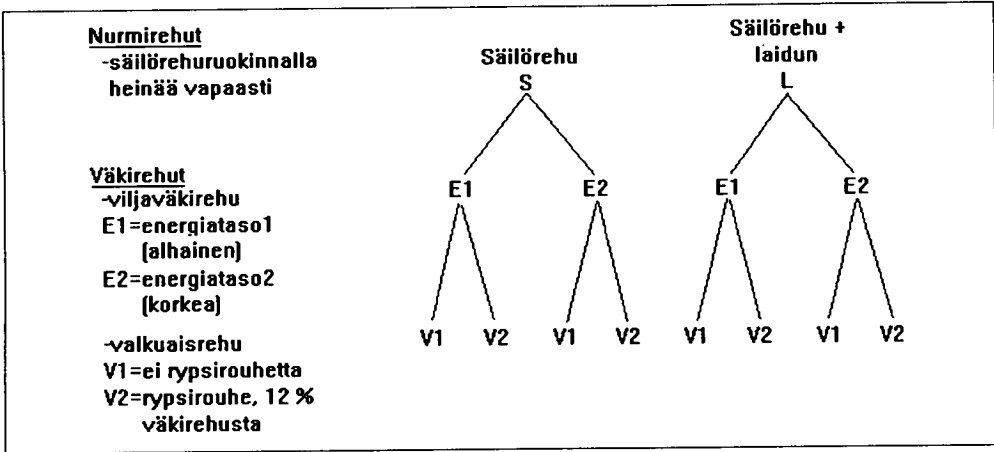 Nurmirehut
-säilörehuruokinnalla
heinää vapaasti
Väkirehut
-viljaväkirehu
E1=energiataso1
(alhainen)
E2=energiataso2
(korkea)
-valkuaisrehu
V1=ei rypsirouhetta
V2=rypsirouhe, 12 %
väkirehusta
Säilörehu
S
Säilörehu +
laidun
L
E1 E2 E1 E2
V1 V2 V1 V2 V1 V2 V1 V2